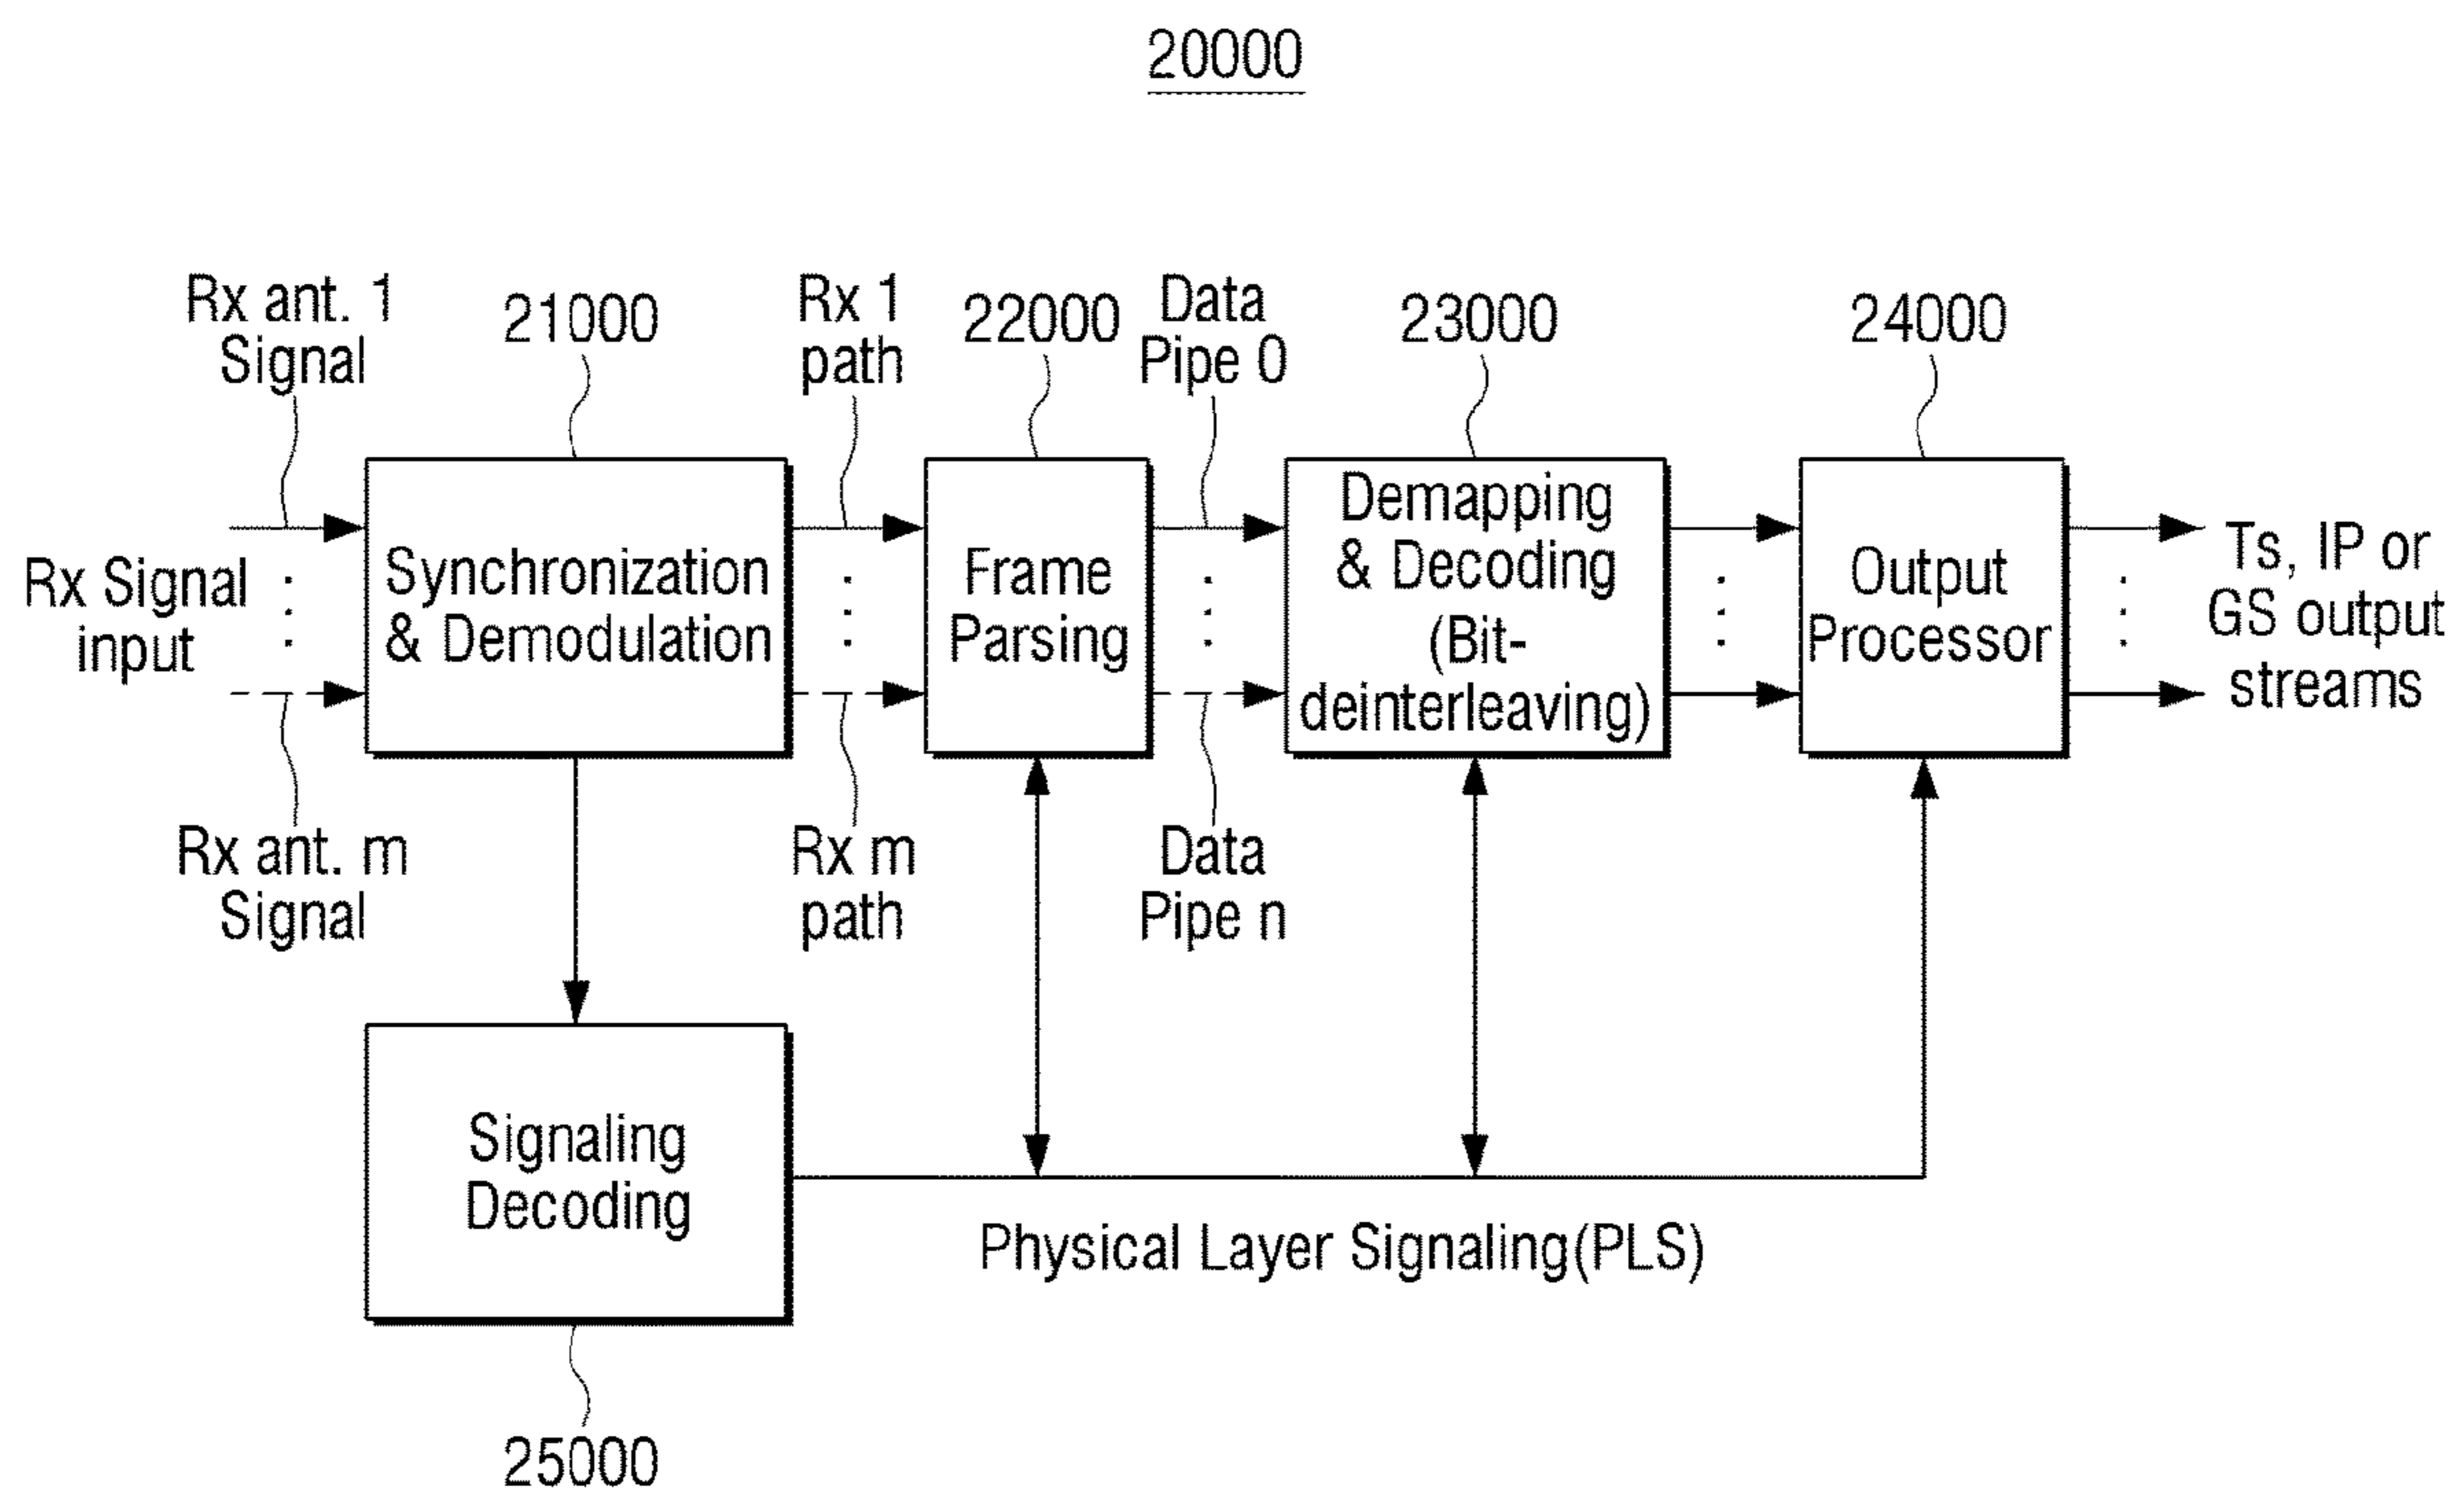 20000
Rx ant. 1
Signal
21000
Rx 1
path
22000
Data
Pipe 0
23000
24000
Rx Signal
input
Synchronization
& Demodulation
Frame
Parsing
Demapping
& Decoding
(Bit-
deinterleaving)
Output
Processor
Ts, IP or
GS output
streams
Rx ant. m
Signal
Rx m
path
Data
Pipe n
Signaling
Decoding
Physical Layer Signaling(PLS)
25000